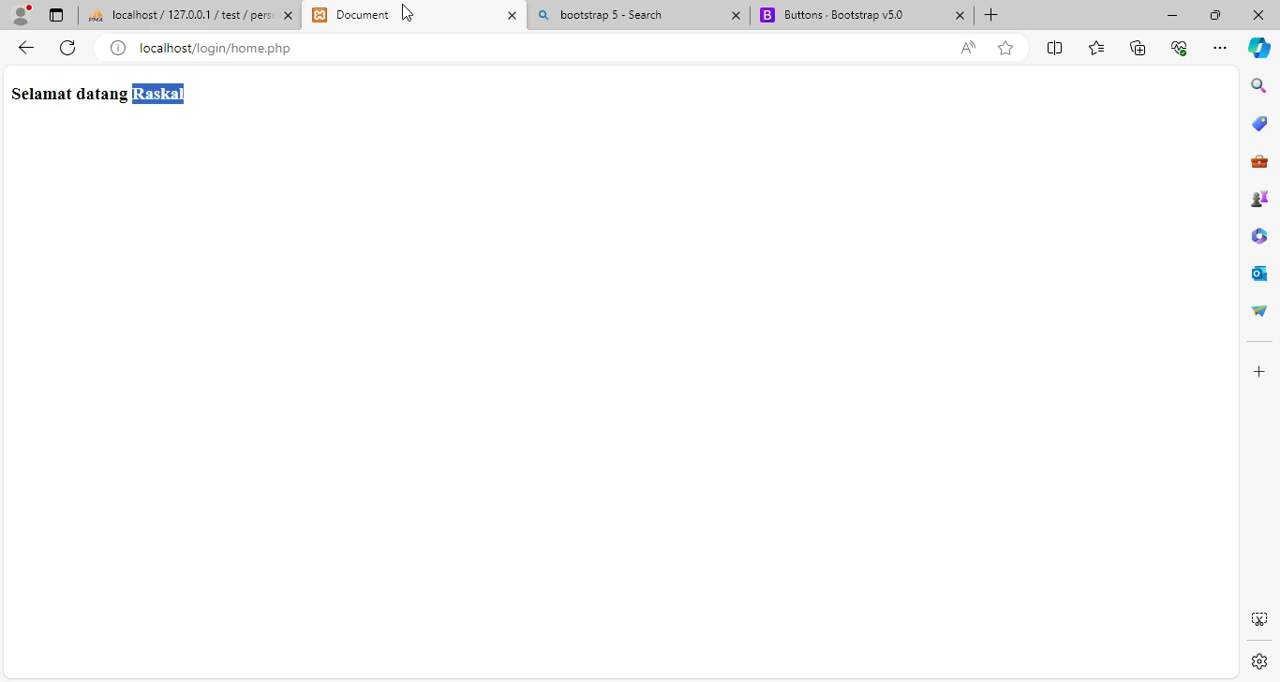 localhost / 127.0.0.1 / test / pers
Document
bootstrap 5 - Search
Buttons · Bootstrap v5.0
localhost/login/home.php
Selamat datang Raskal